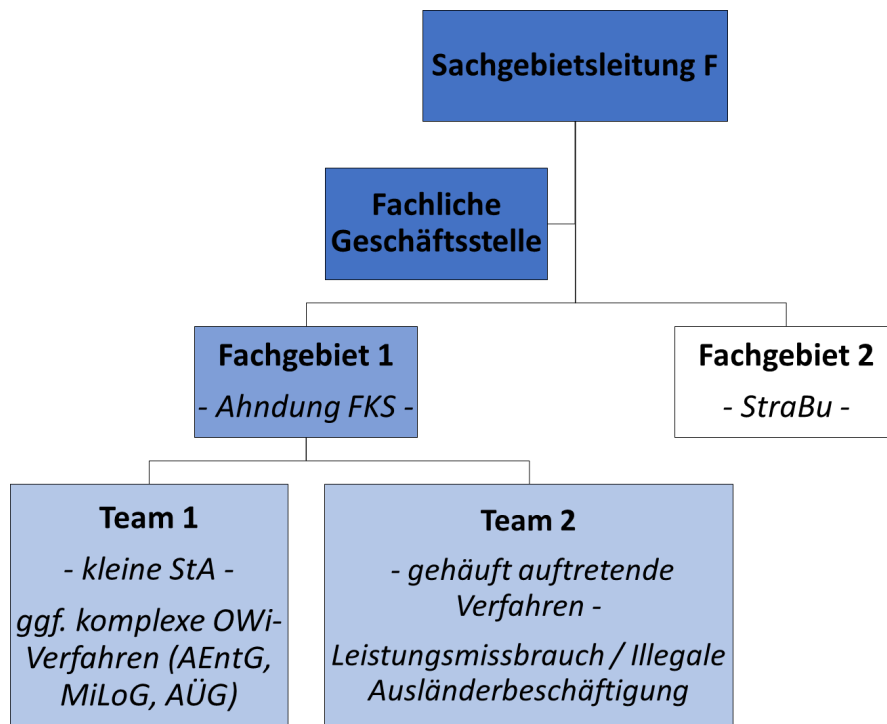 Sachgebietsleitung F
Fachliche
Geschäftsstelle
Fachgebiet 1
- Ahndung FKS -
Fachgebiet 2
- StraBu -
Team 1
- kleine StA -
ggf. komplexe OWi-
Verfahren (AEntG,
MiLoG, AÜG)
Team 2
- gehäuft auftretende
Verfahren -
Leistungsmissbrauch / Illegale
Ausländerbeschäftigung